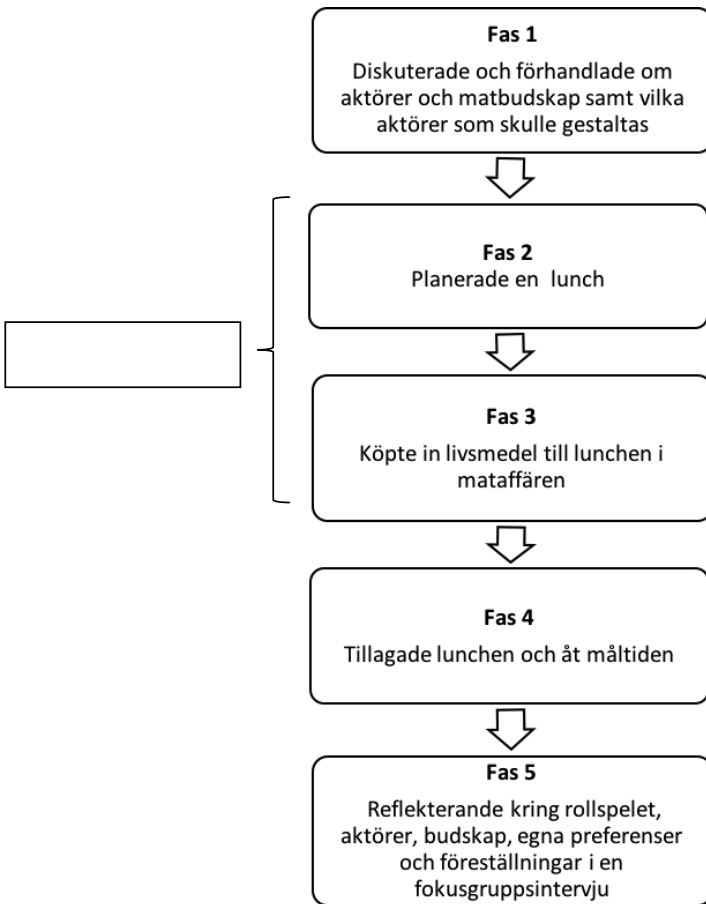 Fas 1
Diskuterade och förhandlade om
aktörer och matbudskap samt vilka
aktörer som skulle gestaltas
Fas 2
Planerade en lunch
Fas 3
Köpte in livsmedel till lunchen i
mataffären
Fas 4
Tillagade lunchen och åt måltiden
Fas 5
Reflekterande kring rollspelet,
aktörer, budskap, egna preferenser
och föreställningar i en
fokusgruppsintervju